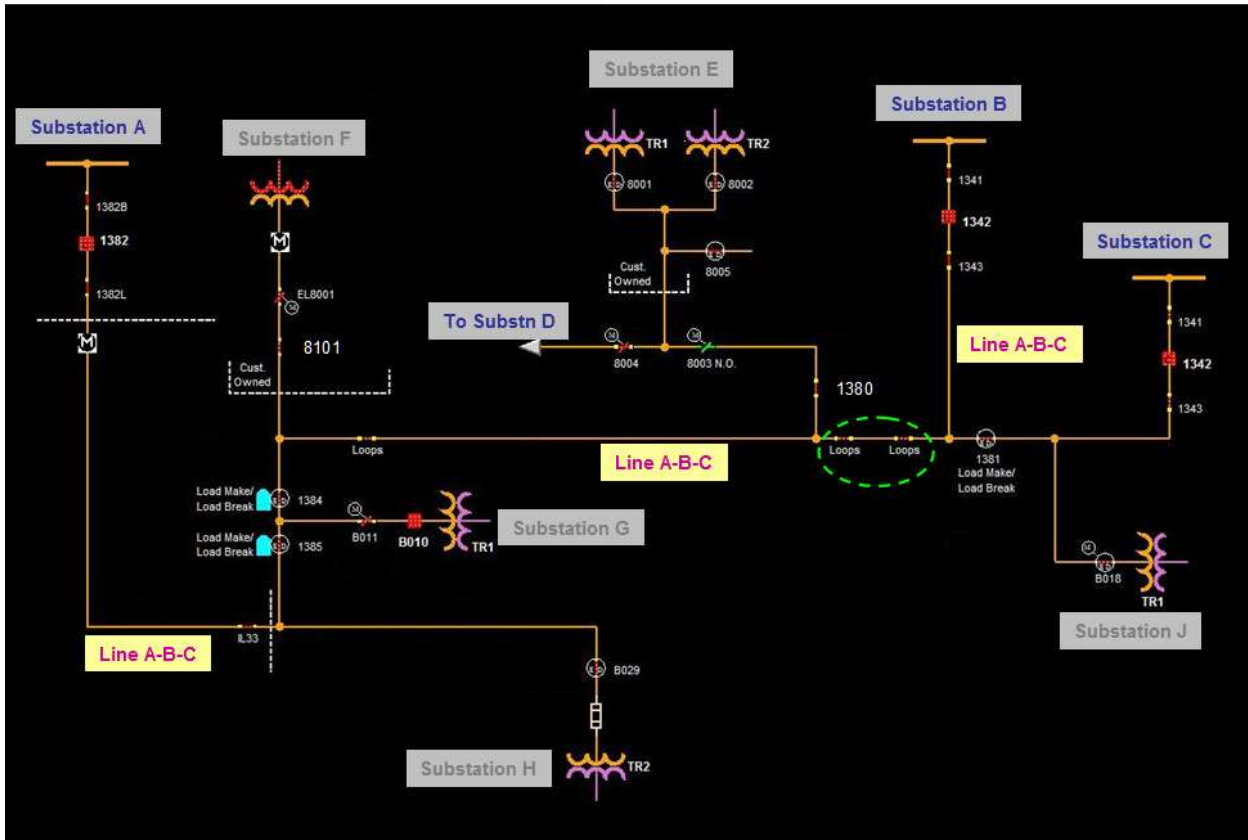 Substation E
Substation B
Substation A
Substation F
TR1
TR2
8001
8002
1341
1382B
1342
1382
Substation C
8005
1343
Cust.
Owned
1382L
EL8001
M
M
M
1341
To Substn D
M
M
8101
Line A-B-C
8004
8003 N.O.
1342
Cust.
Owned
1380
1343
Loops
Line A-B-C
Loops
Loops
1381
Load Make/
Load Break
Load Make/
Load Break
1384
M
Substation G
Load Make/
Load Break
1385
B011
B010
TR1
M
B018
TR1
Substation J
Line A-B-C
IL33
B029
Substation H
TR2